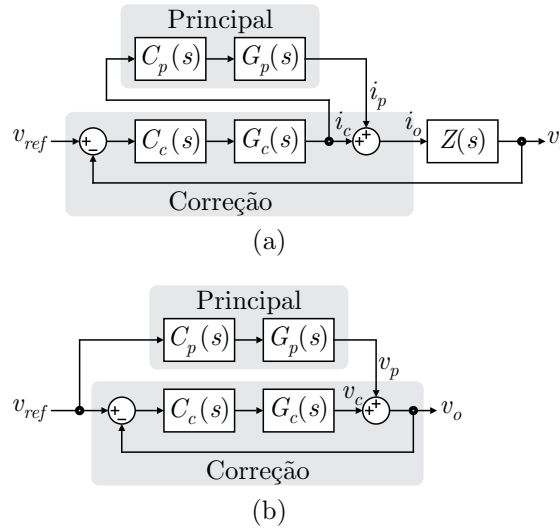 Principal
C_p(s) G_p(s)
i_p
v_ref + − C_c(s) G_c(s) i_c + + i_o Z(s) v
Correção
(a)
Principal
C_p(s) G_p(s)
v_p
v_ref + − C_c(s) G_c(s) v_c + + v_o
Correção
(b)